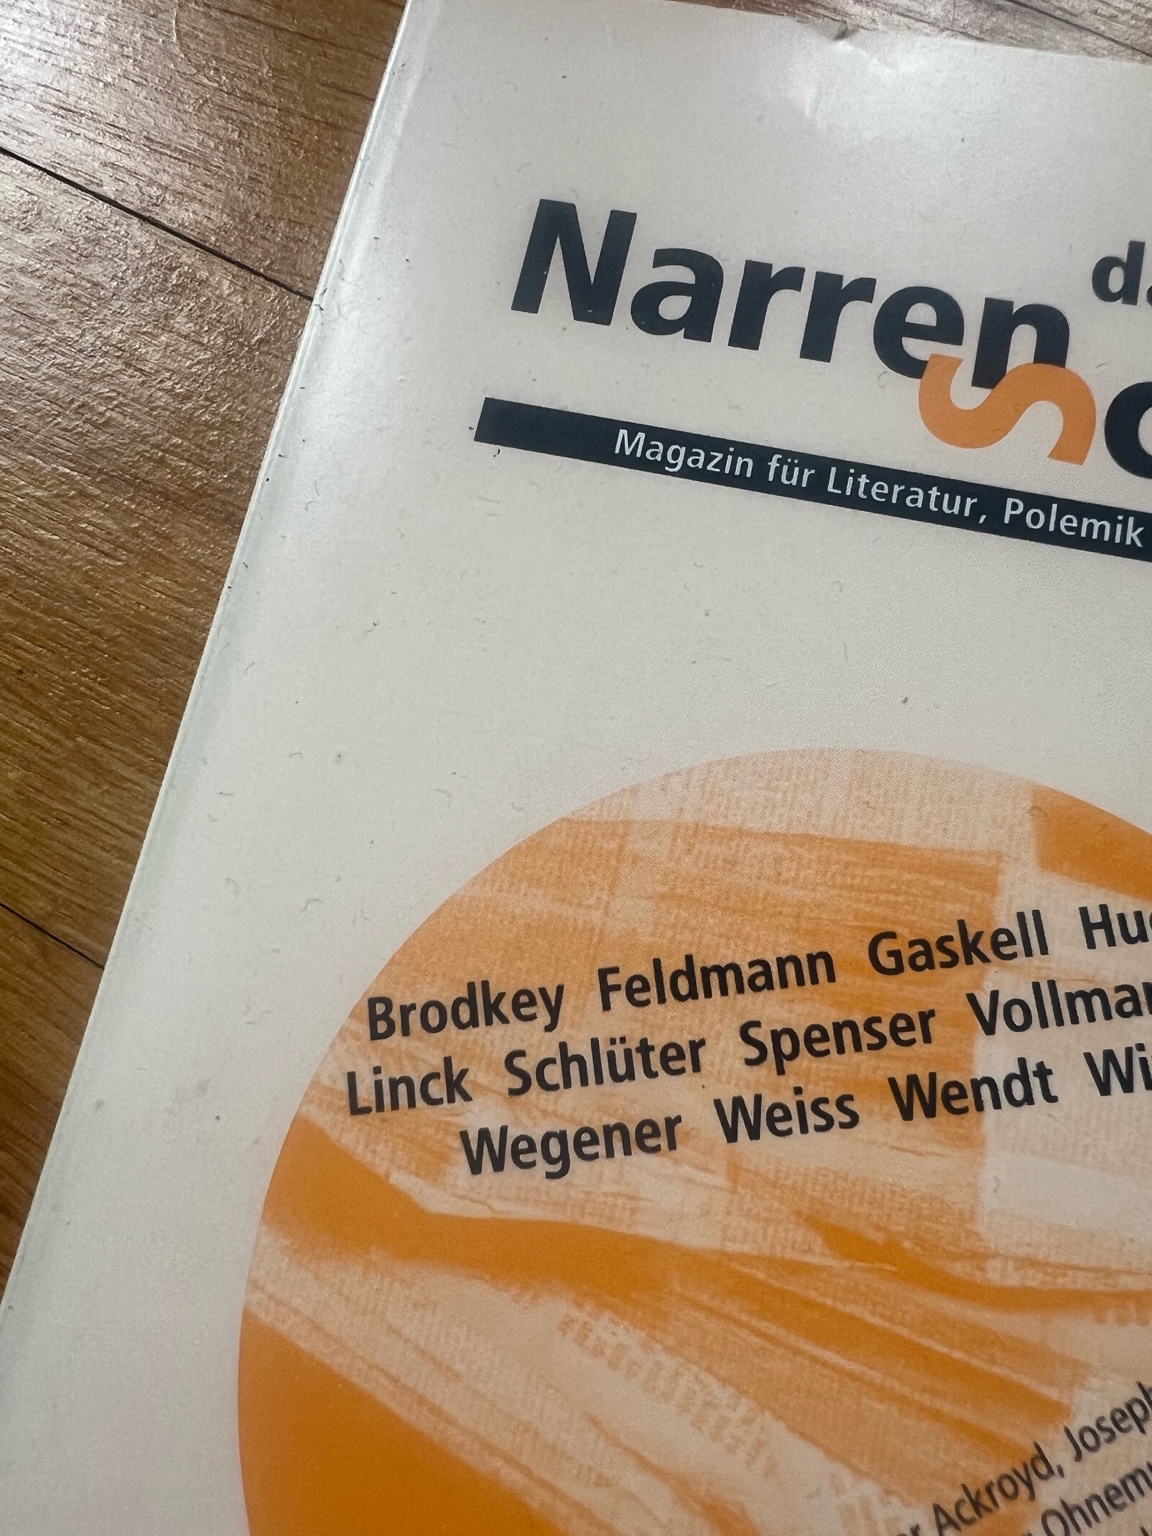 Narren
Magazin für Literatur, Polemik
Brodkey Feldmann Gaskell
Linck Schlüter Spenser
Wegener Weiss Wendt
Ackroyd,